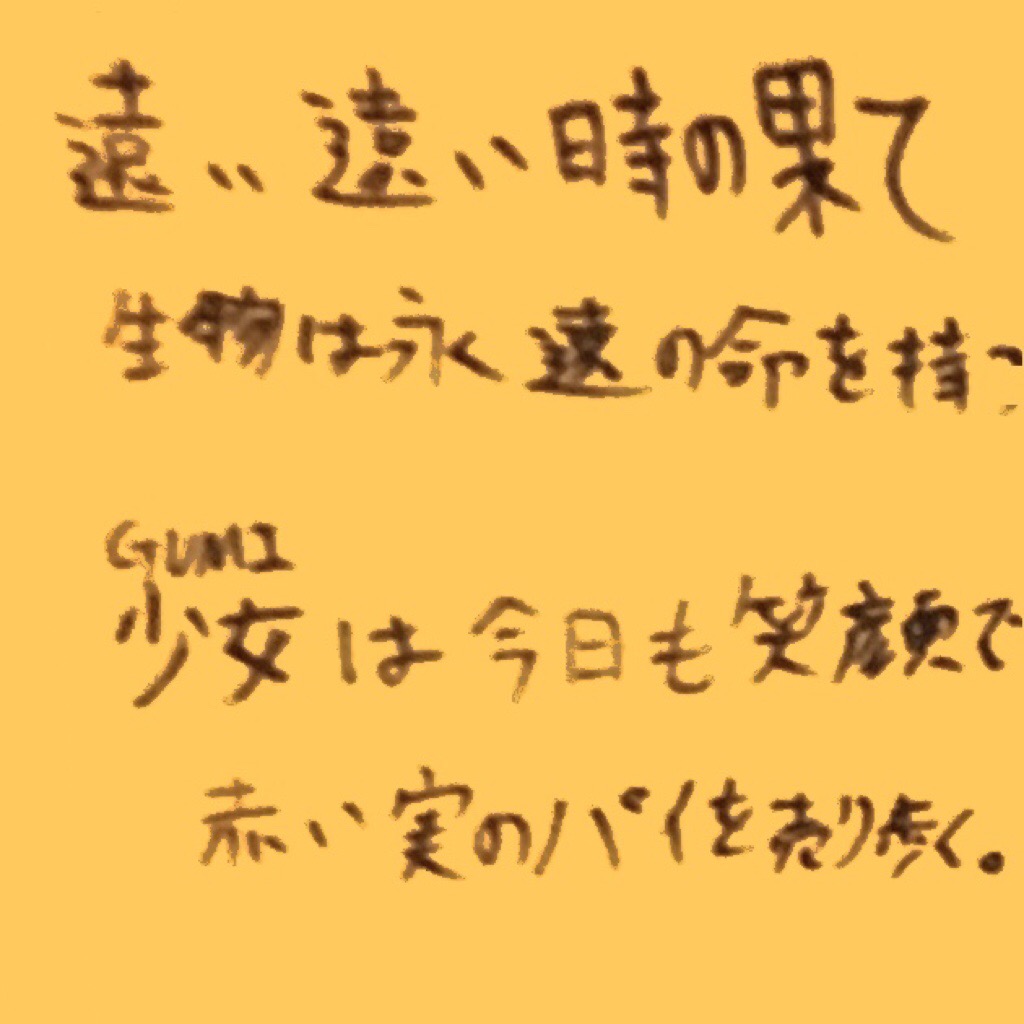 遠い遠い時の果て
生物は永遠の命を持つ
GUMI
少女は今日も笑顔で
赤い実のパイを売り歩く。